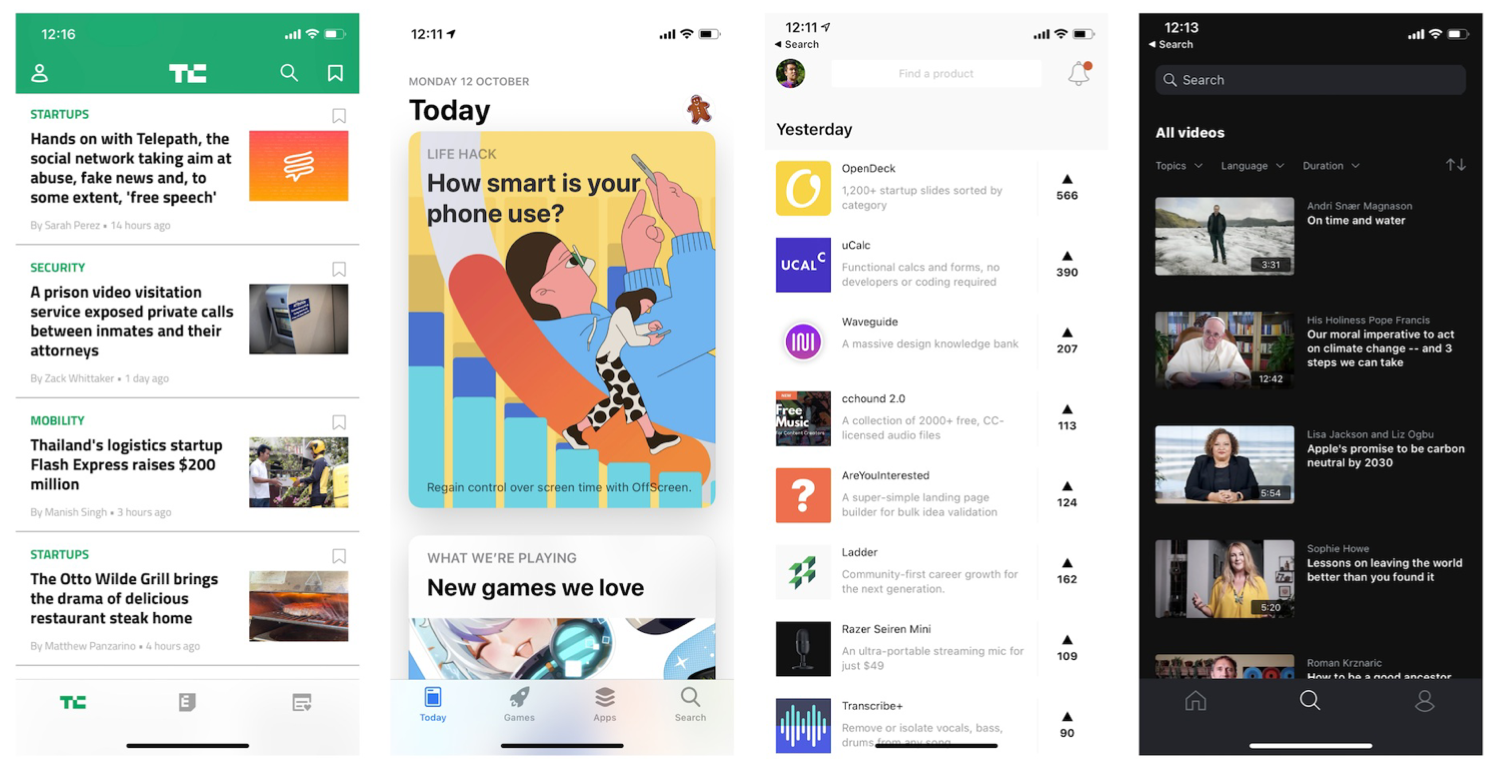 12:16
TC
STARTUPS
Hands on with Telepath, the
social network taking aim at
abuse, fake news and, to
some extent, 'free speech'
By Sarah Perez • 14 hours ago
SECURITY
A prison video visitation
service exposed private calls
between inmates and their
attorneys
By Zack Whittaker • 1 day ago
MOBILITY
Thailand's logistics startup
Flash Express raises $200
million
By Manish Singh • 3 hours ago
STARTUPS
The Otto Wilde Grill brings
the drama of delicious
restaurant steak home
By Matthew Panzarino • 4 hours ago
TC
12:11
MONDAY 12 OCTOBER
Today
LIFE HACK
How smart is your
phone use?
Regain control over screen time with OffScreen.
WHAT WE'RE PLAYING
New games we love
Today
Games
Apps
Search
12:11
Search
Find a product
Yesterday
OpenDeck
1,200+ startup slides sorted by
category
566
UCALC
uCalc
Functional calcs and forms, no
developers or coding required
390
Waveguide
A massive design knowledge bank
207
Free
Music
For Content Creators
cchound 2.0
A collection of 2000+ free, CC-
licensed audio files
113
?
AreYouInterested
A super-simple landing page
builder for bulk idea validation
124
Ladder
Community-first career growth for
the next generation.
162
Razer Seiren Mini
An ultra-portable streaming mic for
just $49
109
Transcribe+
Remove or isolate vocals, bass,
drums from any song
90
12:13
Search
Search
All videos
Topics
Language
Duration
Andri Snær Magnason
On time and water
3:31
His Holiness Pope Francis
Our moral imperative to act
on climate change -- and 3
steps we can take
12:42
Lisa Jackson and Liz Ogbu
Apple's promise to be carbon
neutral by 2030
5:54
Sophie Howe
Lessons on leaving the world
better than you found it
5:20
Roman Krznaric
How to be a good ancestor